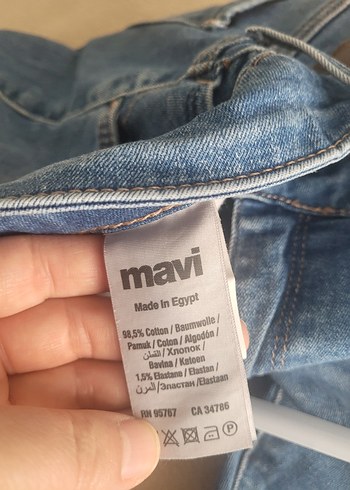 mavi
Made in Egypt
98,5% Cotton / Baumwolle /
Pamuk / Coton / Algodón /
القطن / Хлопок /
Bavlna / Katoen
1,5% Elastane / Elastan /
المرن / Эластан / Elastaan
RN 95767 CA 34786
P